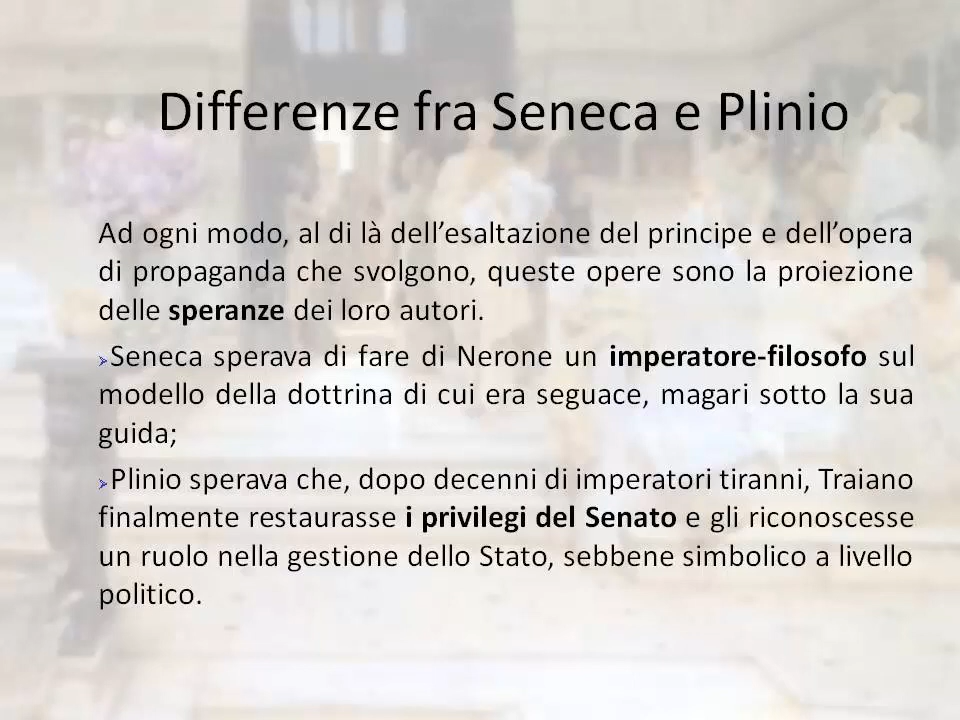 Differenze fra Seneca e Plinio
Ad ogni modo, al di là dell’esaltazione del principe e dell’opera
di propaganda che svolgono, queste opere sono la proiezione
delle speranze dei loro autori.
➢Seneca sperava di fare di Nerone un imperatore-filosofo sul
modello della dottrina di cui era seguace, magari sotto la sua
guida;
➢Plinio sperava che, dopo decenni di imperatori tiranni, Traiano
finalmente restaurasse i privilegi del Senato e gli riconoscesse
un ruolo nella gestione dello Stato, sebbene simbolico a livello
politico.